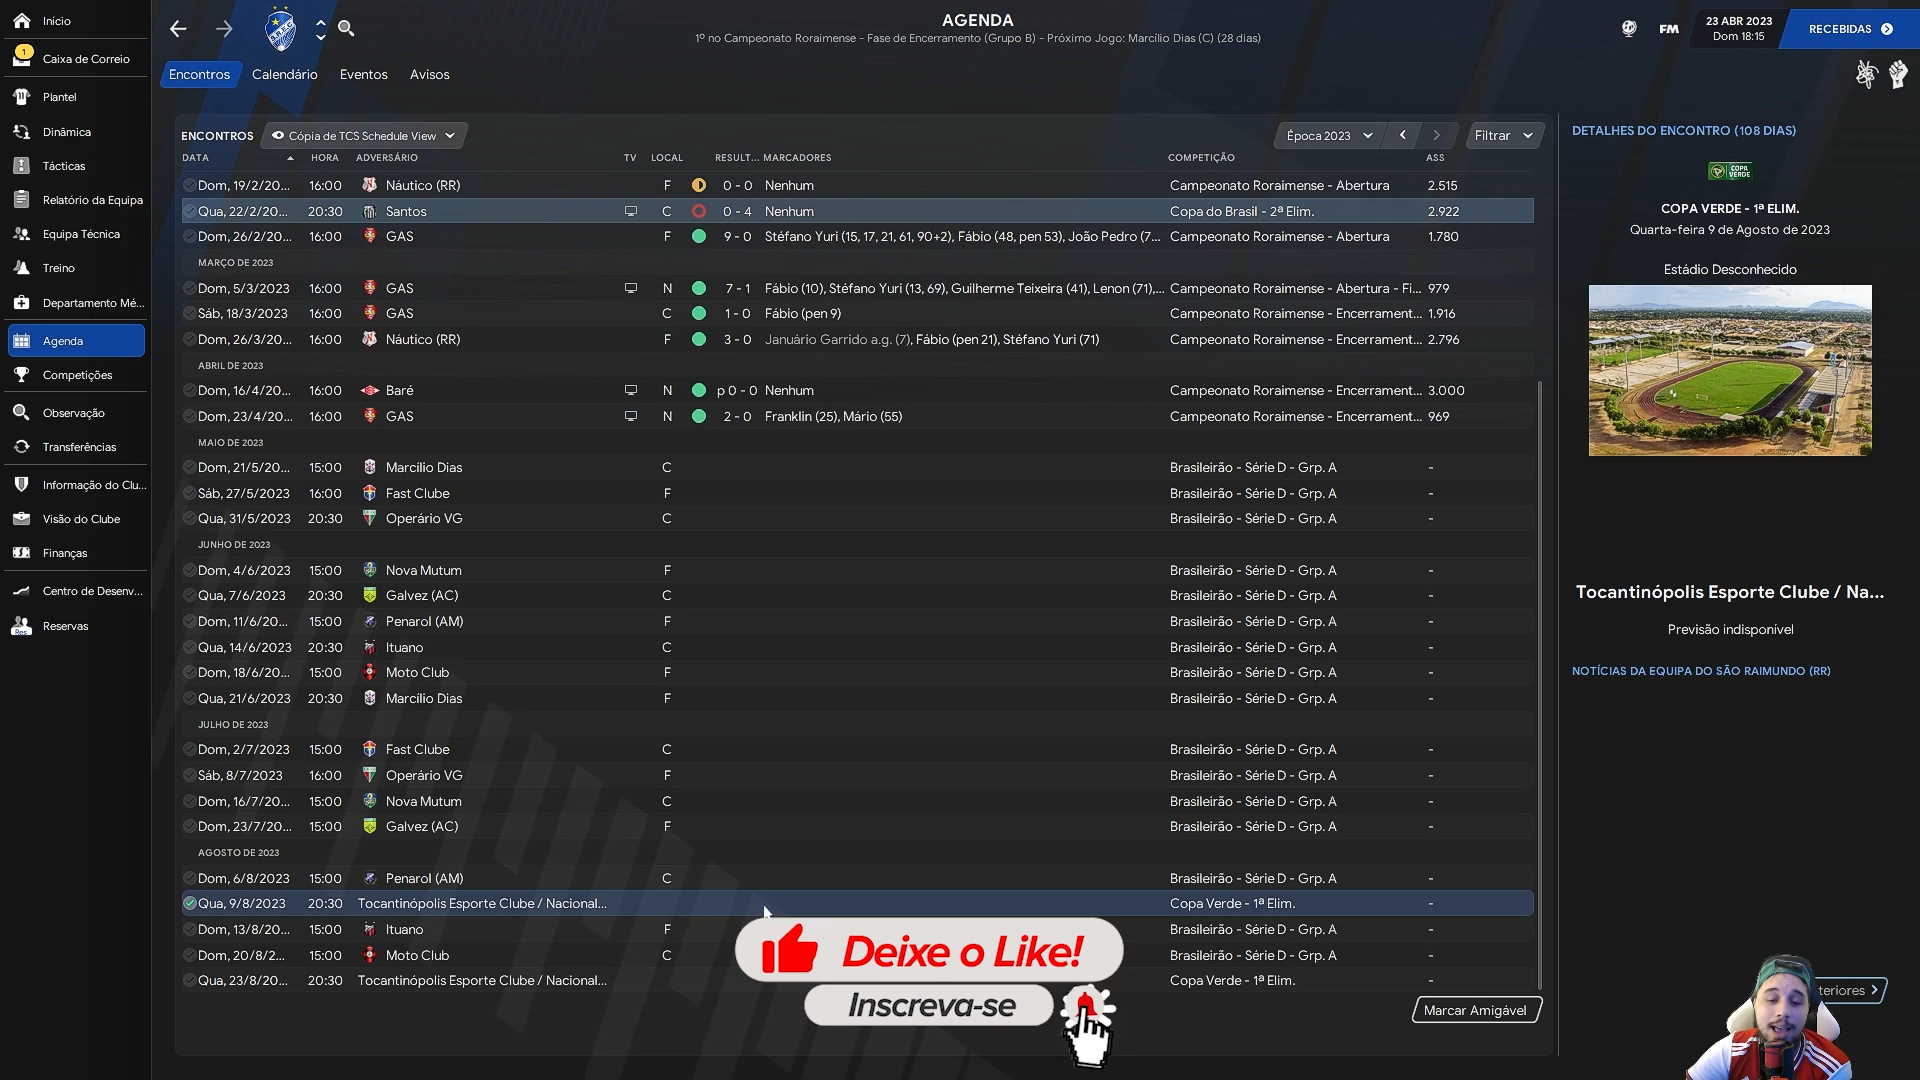 Início
1
Caixa de Correio
Plantel
Dinâmica
Tácticas
Relatório da Equipa
Equipa Técnica
Treino
Departamento Mé...
Agenda
Competições
Observação
Transferências
Informação do Clu...
Visão do Clube
Finanças
Centro de Desenv...
Res
Reservas
AGENDA
1º no Campeonato Roraimense - Fase de Encerramento (Grupo B) - Próximo Jogo: Marcílio Dias (C) (28 dias)
FM
23 ABR 2023
Dom 18:15
RECEBIDAS
Encontros Calendário Eventos Avisos
ENCONTROS Cópia de TCS Schedule View Época 2023 Filtrar
DATA HORA ADVERSÁRIO TV LOCAL RESULT... MARCADORES COMPETIÇÃO ASS
Dom, 19/2/20... 16:00 Náutico (RR) F 0 - 0 Nenhum Campeonato Roraimense - Abertura 2.515
Qua, 22/2/20... 20:30 Santos C 0 - 4 Nenhum Copa do Brasil - 2ª Elim. 2.922
Dom, 26/2/20... 16:00 GAS F 9 - 0 Stéfano Yuri (15, 17, 21, 61, 90+2), Fábio (48, pen 53), João Pedro (7... Campeonato Roraimense - Abertura 1.780
MARÇO DE 2023
Dom, 5/3/2023 16:00 GAS N 7 - 1 Fábio (10), Stéfano Yuri (13, 69), Guilherme Teixeira (41), Lenon (71),... Campeonato Roraimense - Abertura - Fi... 979
Sáb, 18/3/2023 16:00 GAS C 1 - 0 Fábio (pen 9) Campeonato Roraimense - Encerrament... 1.916
Dom, 26/3/20... 16:00 Náutico (RR) F 3 - 0 Januário Garrido a.g. (7), Fábio (pen 21), Stéfano Yuri (71) Campeonato Roraimense - Encerrament... 2.796
ABRIL DE 2023
Dom, 16/4/20... 16:00 Baré N p 0 - 0 Nenhum Campeonato Roraimense - Encerrament... 3.000
Dom, 23/4/20... 16:00 GAS N 2 - 0 Franklin (25), Mário (55) Campeonato Roraimense - Encerrament... 969
MAIO DE 2023
Dom, 21/5/20... 15:00 Marcílio Dias C Brasileirão - Série D - Grp. A -
Sáb, 27/5/2023 16:00 Fast Clube F Brasileirão - Série D - Grp. A -
Qua, 31/5/2023 20:30 Operário VG C Brasileirão - Série D - Grp. A -
JUNHO DE 2023
Dom, 4/6/2023 15:00 Nova Mutum F Brasileirão - Série D - Grp. A -
Qua, 7/6/2023 20:30 Galvez (AC) C Brasileirão - Série D - Grp. A -
Dom, 11/6/20... 15:00 Penarol (AM) F Brasileirão - Série D - Grp. A -
Qua, 14/6/2023 20:30 Ituano C Brasileirão - Série D - Grp. A -
Dom, 18/6/20... 15:00 Moto Club F Brasileirão - Série D - Grp. A -
Qua, 21/6/2023 20:30 Marcílio Dias F Brasileirão - Série D - Grp. A -
JULHO DE 2023
Dom, 2/7/2023 15:00 Fast Clube C Brasileirão - Série D - Grp. A -
Sáb, 8/7/2023 16:00 Operário VG F Brasileirão - Série D - Grp. A -
Dom, 16/7/20... 15:00 Nova Mutum C Brasileirão - Série D - Grp. A -
Dom, 23/7/20... 15:00 Galvez (AC) F Brasileirão - Série D - Grp. A -
AGOSTO DE 2023
Dom, 6/8/2023 15:00 Penarol (AM) C Brasileirão - Série D - Grp. A -
Qua, 9/8/2023 20:30 Tocantinópolis Esporte Clube / Nacional... Copa Verde - 1ª Elim. -
Dom, 13/8/20... 15:00 Ituano F Brasileirão - Série D - Grp. A -
Dom, 20/8/2... 15:00 Moto Club C Brasileirão - Série D - Grp. A -
Qua, 23/8/20... 20:30 Tocantinópolis Esporte Clube / Nacional... Copa Verde - 1ª Elim. -
Deixe o Like!
Inscreva-se
Marcar Amigável
DETALHES DO ENCONTRO (108 DIAS)
COPA
VERDE
COPA VERDE - 1ª ELIM.
Quarta-feira 9 de Agosto de 2023
Estádio Desconhecido
Tocantinópolis Esporte Clube / Na...
Previsão indisponível
NOTÍCIAS DA EQUIPA DO SÃO RAIMUNDO (RR)
teriores